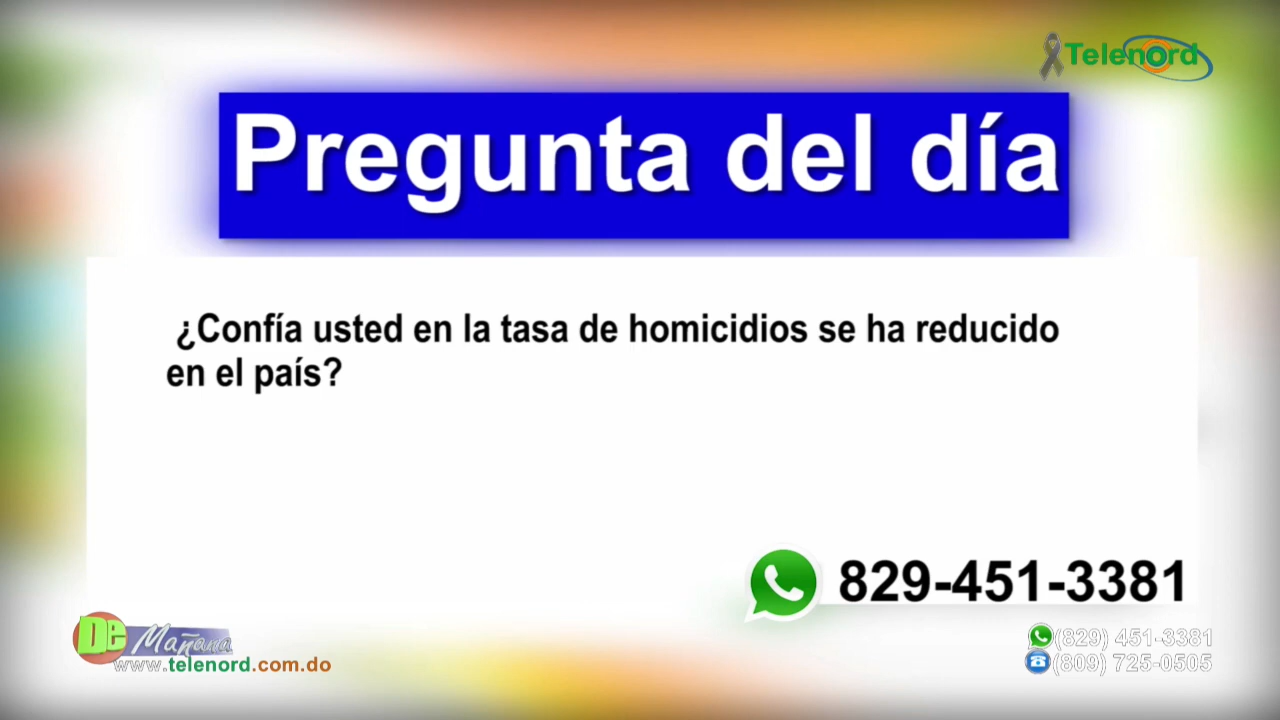 Telenord
Pregunta del día
¿Confía usted en la tasa de homicidios se ha reducido
en el país?
829-451-3381
De Mañana
www.telenord.com.do
(829) 451-3381
(809) 725-0505